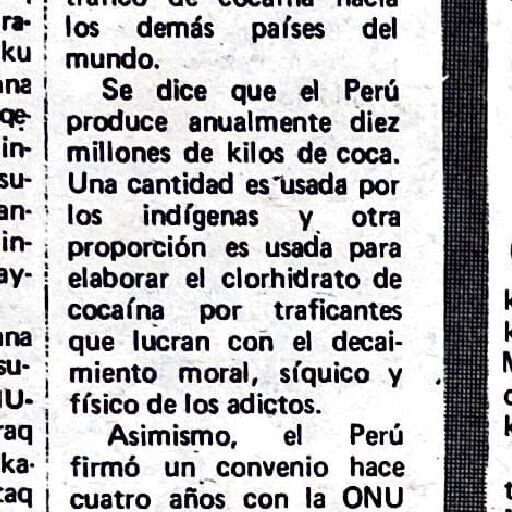 ra-
ku
ana
qe-
in-
su-
an-
in-
ay-
ana
su-
IU-
raq
ka-
taq
tráfico de cocaína hacia
los demás países del
mundo.
Se dice que el Perú
produce anualmente diez
millones de kilos de coca.
Una cantidad es usada por
los indígenas y otra
proporción es usada para
elaborar el clorhidrato de
cocaína por traficantes
que lucran con el decai-
miento moral, síquico y
físico de los adictos.
Asimismo, el Perú
firmó un convenio hace
cuatro años con la ONU